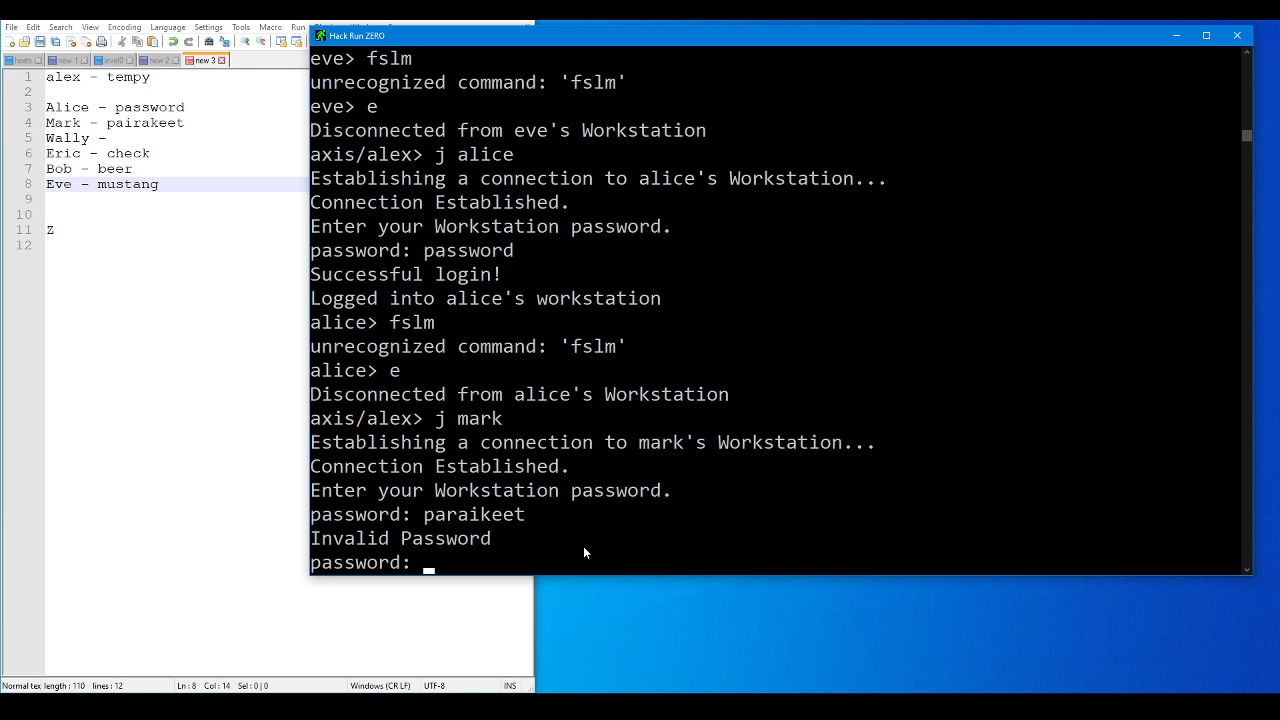 File Edit Search View Encoding Language Settings Tools Macro Run
hosts new 1 level0 new 2 new 3
1 alex - tempy
2
3 Alice - password
4 Mark - pairakeet
5 Wally -
6 Eric - check
7 Bob - beer
8 Eve - mustang
9
10
11 Z
12
Normal tex length : 110 lines : 12 Ln : 8 Col : 14 Sel : 0 | 0 Windows (CR LF) UTF-8 INS
Hack Run ZERO
eve> fslm
unrecognized command: 'fslm'
eve> e
Disconnected from eve's Workstation
axis/alex> j alice
Establishing a connection to alice's Workstation...
Connection Established.
Enter your Workstation password.
password: password
Successful login!
Logged into alice's workstation
alice> fslm
unrecognized command: 'fslm'
alice> e
Disconnected from alice's Workstation
axis/alex> j mark
Establishing a connection to mark's Workstation...
Connection Established.
Enter your Workstation password.
password: paraikeet
Invalid Password
password: